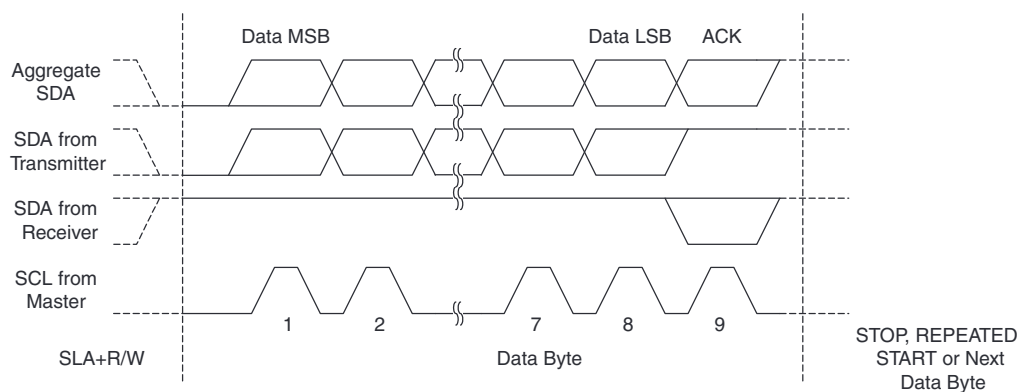 Data MSB
Data LSB
ACK
Aggregate
SDA
SDA from
Transmitter
SDA from
Receiver
SCL from
Master
1
2
7
8
9
SLA+R/W
Data Byte
STOP, REPEATED
START or Next
Data Byte